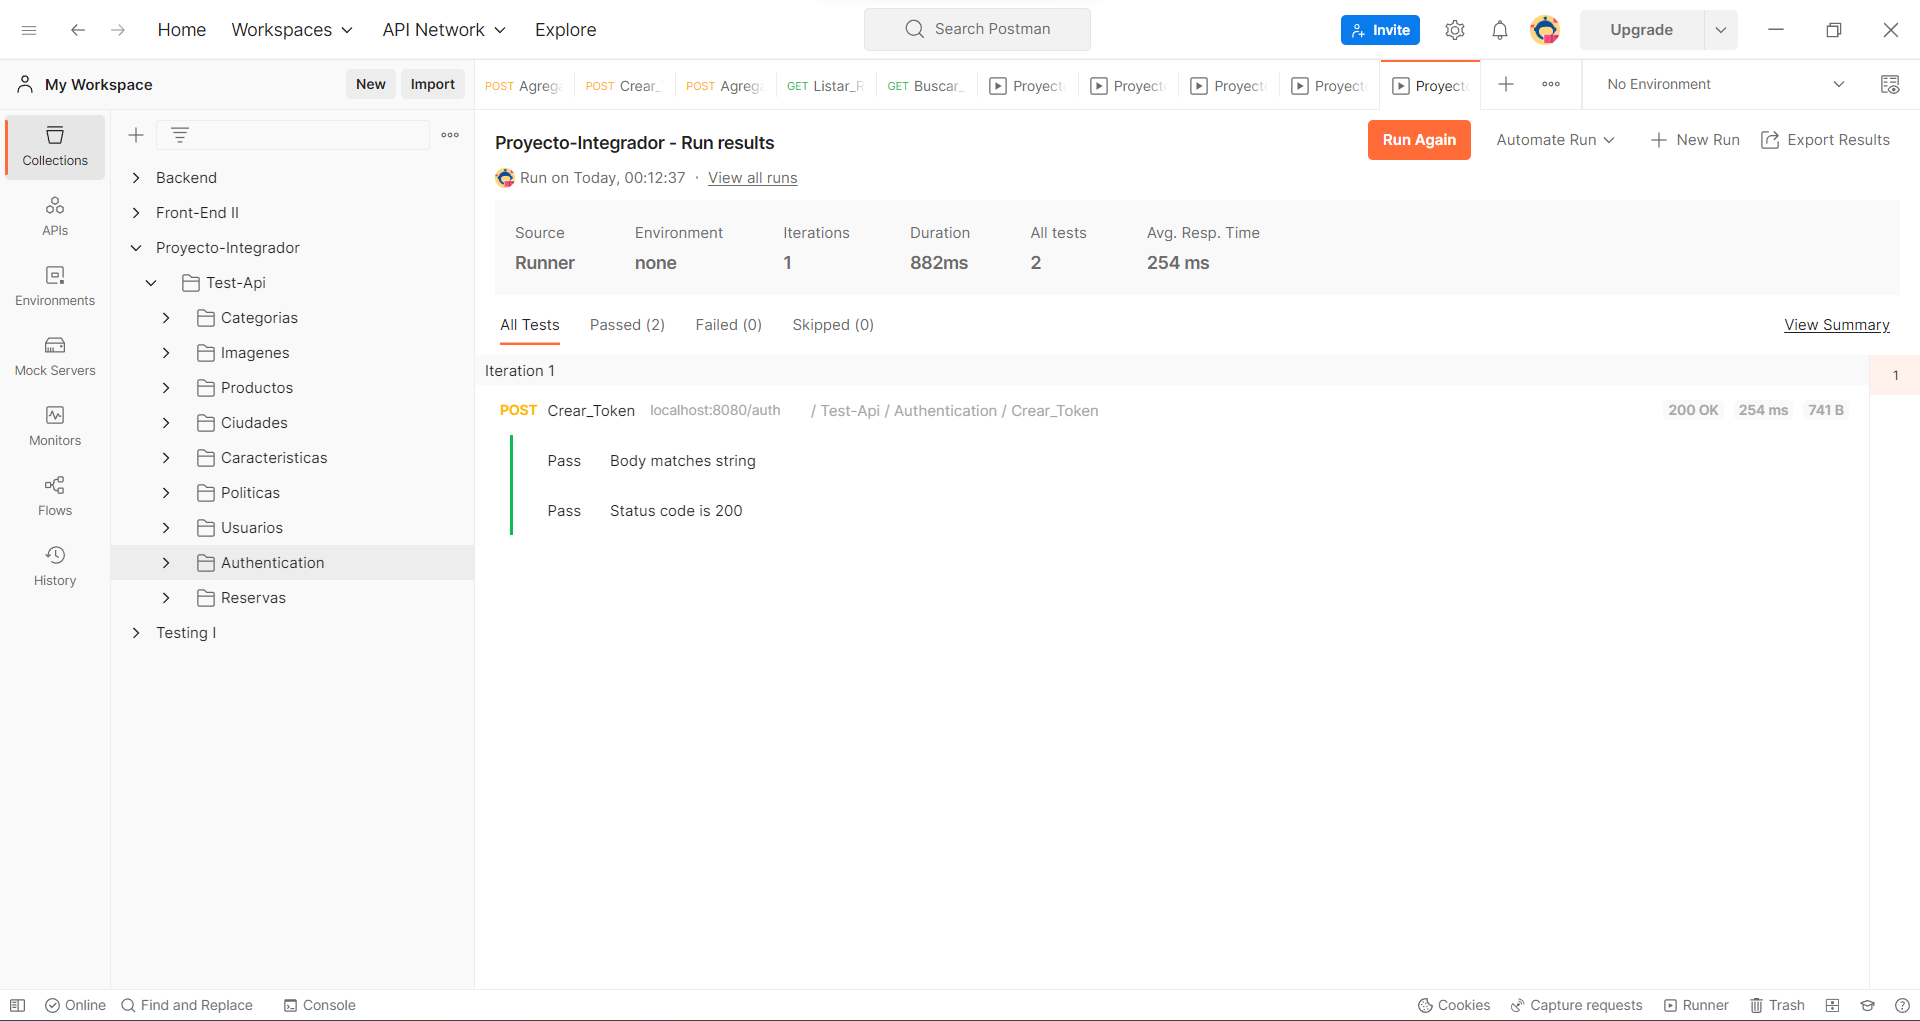 Home Workspaces API Network Explore Search Postman Invite Upgrade
My Workspace New Import
POST Agreg POST Crear_ POST Agreg GET Listar_R GET Buscar_ Proyect Proyect Proyect Proyect Proyect No Environment
Collections
APIs
Environments
Mock Servers
Monitors
Flows
History
Backend
Front-End II
Proyecto-Integrador
Test-Api
Categorias
Imagenes
Productos
Ciudades
Caracteristicas
Politicas
Usuarios
Authentication
Reservas
Testing I
Proyecto-Integrador - Run results
Run Again Automate Run New Run Export Results
Run on Today, 00:12:37 · View all runs
Source Environment Iterations Duration All tests Avg. Resp. Time
Runner none 1 882ms 2 254 ms
All Tests Passed (2) Failed (0) Skipped (0) View Summary
Iteration 1
1
POST Crear_Token localhost:8080/auth / Test-Api / Authentication / Crear_Token 200 OK 254 ms 741 B
Pass Body matches string
Pass Status code is 200
Online Find and Replace Console Cookies Capture requests Runner Trash